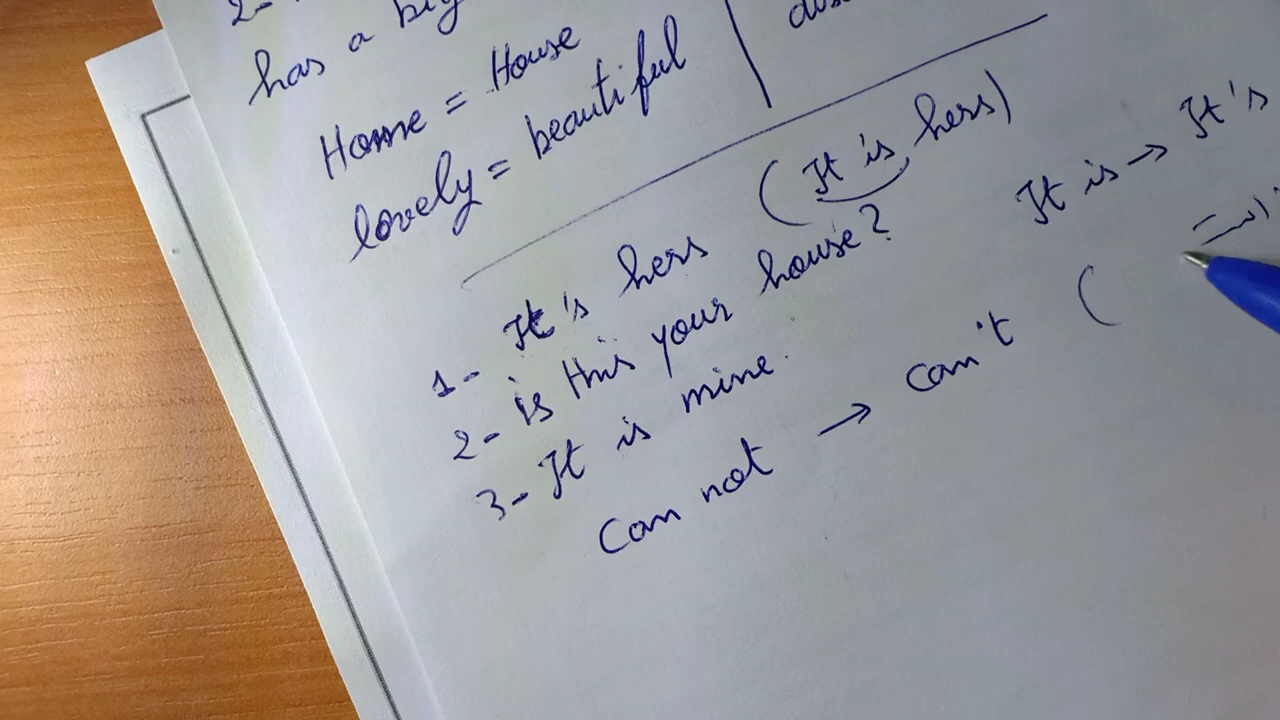 2-
has a big
Home = House
lovely = beautiful
1- It's hers (It is hers)
2- is this your house?
It is → It's
3- It is mine.
Can not → can't (